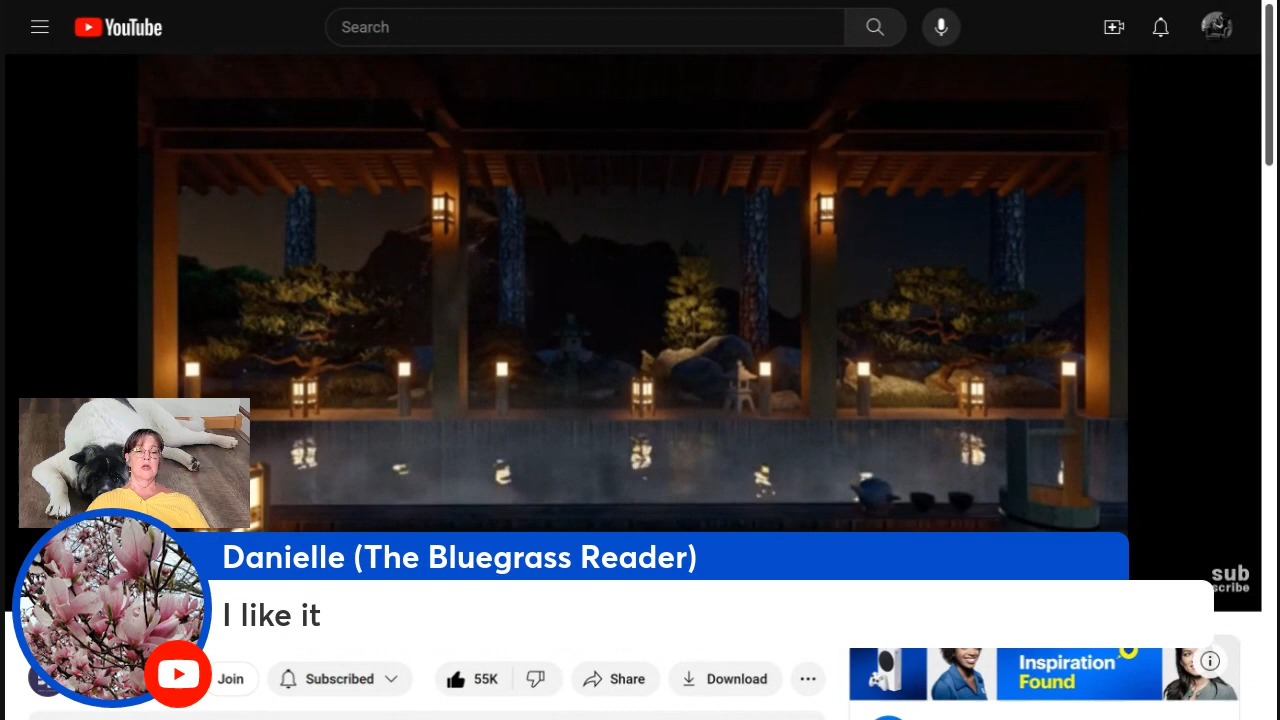 YouTube
Search
sub
scribe
Danielle (The Bluegrass Reader)
I like it
Join
Subscribed
55K
Share
Download
Inspiration
Found